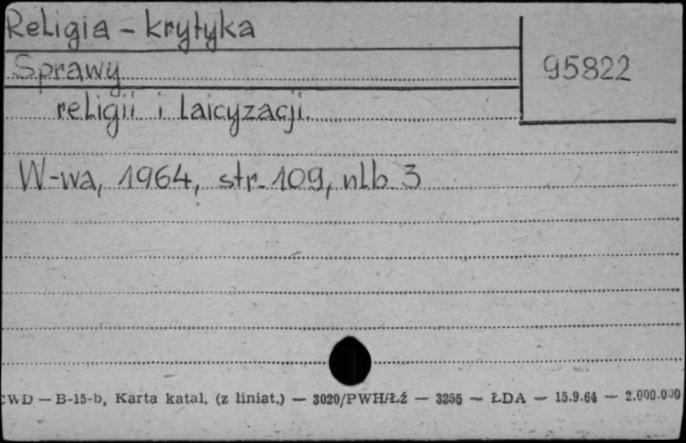 Religia - krytyka
Sprawy
95822
religii i laicyzacji.
W-wa, 1964, str. 109, nlb. 3
CWD — B-15-b, Karta katal. (z liniat.) — 3020/PWH/Łź — 3256 — ŁDA — 15.9.64 — 2.000.000